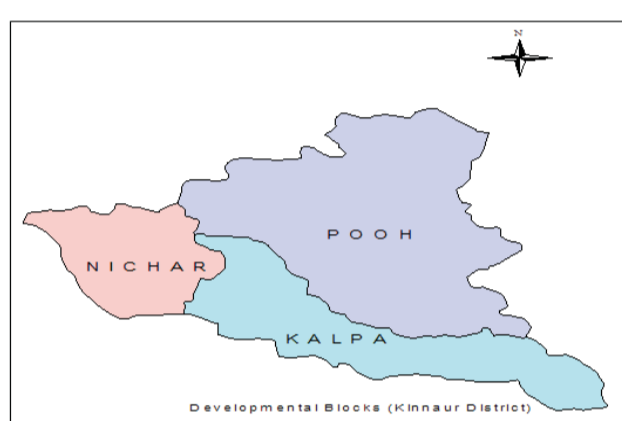 N
POOH
NICHAR
KALPA
Developmental Blocks (Kinnaur District)